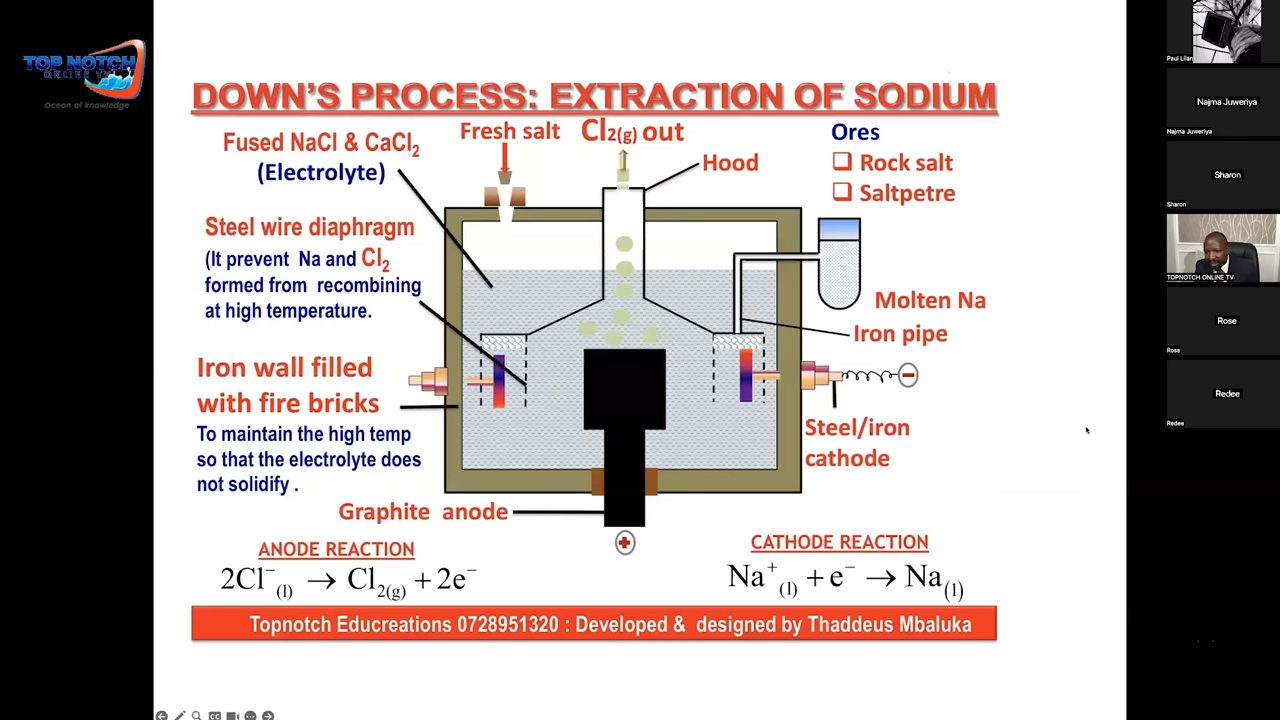 TOP NOTCH
ONLINE TV
Ocean of knowledge
DOWN'S PROCESS: EXTRACTION OF SODIUM
Fused NaCl & CaCl₂
(Electrolyte)
Fresh salt
Cl₂(g) out
Hood
Ores
❑ Rock salt
❑ Saltpetre
Steel wire diaphragm
(It prevent Na and Cl₂
formed from recombining
at high temperature.
Molten Na
Iron pipe
Iron wall filled
with fire bricks
To maintain the high temp
so that the electrolyte does
not solidify .
−
Steel/iron
cathode
Graphite anode
+
ANODE REACTION
2Cl⁻(l) → Cl₂(g) + 2e⁻
CATHODE REACTION
Na⁺(l) + e⁻ → Na(l)
Topnotch Educreations 0728951320 : Developed & designed by Thaddeus Mbaluka
Paul Lilan
Najma Juweriya
Najma Juweriya
Sharon
Sharon
TOPNOTCH ONLINE TV
Rose
Rose
Redee
Redee